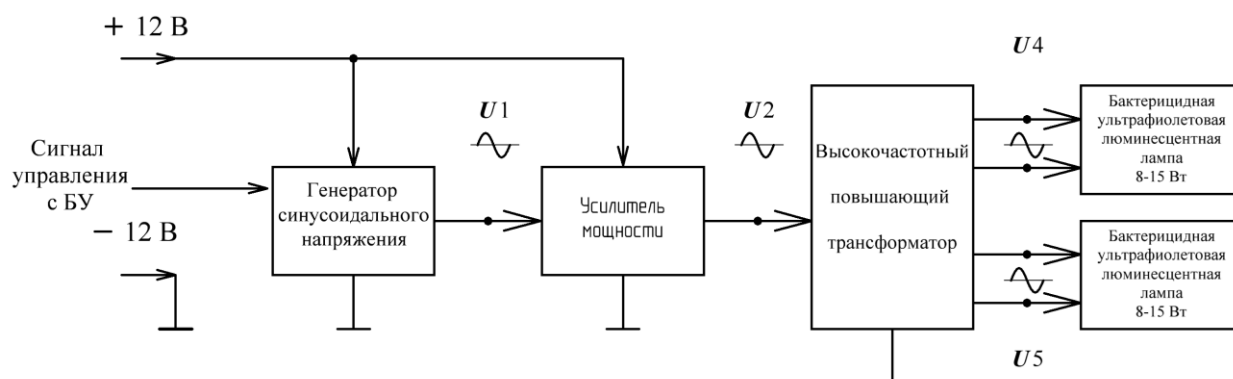 + 12 В
Сигнал
управления
с БУ
− 12 В
U1
Генератор
синусоидального
напряжения
Усилитель
мощности
U2
Высокочастотный
повышающий
трансформатор
U4
Бактерицидная
ультрафиолетовая
люминесцентная
лампа
8-15 Вт
Бактерицидная
ультрафиолетовая
люминесцентная
лампа
8-15 Вт
U5